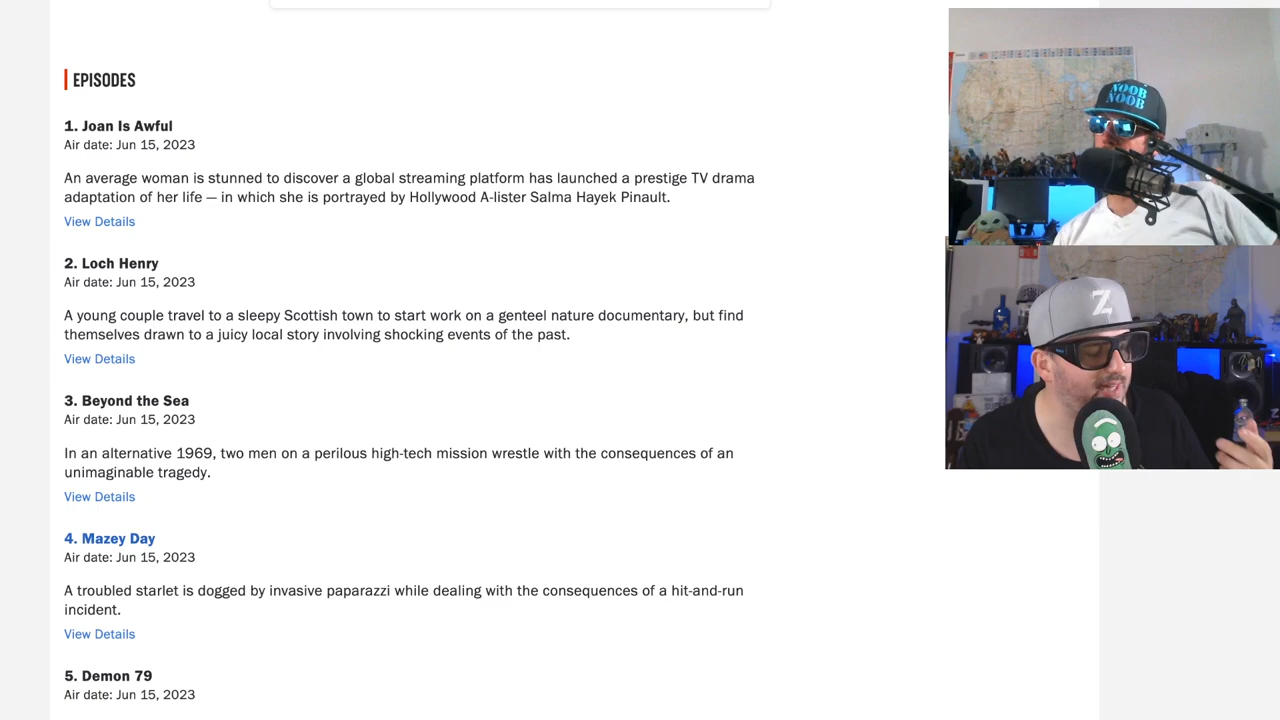 EPISODES
1. Joan Is Awful
Air date: Jun 15, 2023
An average woman is stunned to discover a global streaming platform has launched a prestige TV drama
adaptation of her life — in which she is portrayed by Hollywood A-lister Salma Hayek Pinault.
View Details
2. Loch Henry
Air date: Jun 15, 2023
A young couple travel to a sleepy Scottish town to start work on a genteel nature documentary, but find
themselves drawn to a juicy local story involving shocking events of the past.
View Details
3. Beyond the Sea
Air date: Jun 15, 2023
In an alternative 1969, two men on a perilous high-tech mission wrestle with the consequences of an
unimaginable tragedy.
View Details
4. Mazey Day
Air date: Jun 15, 2023
A troubled starlet is dogged by invasive paparazzi while dealing with the consequences of a hit-and-run
incident.
View Details
5. Demon 79
Air date: Jun 15, 2023
NOOB
NOOB
Z